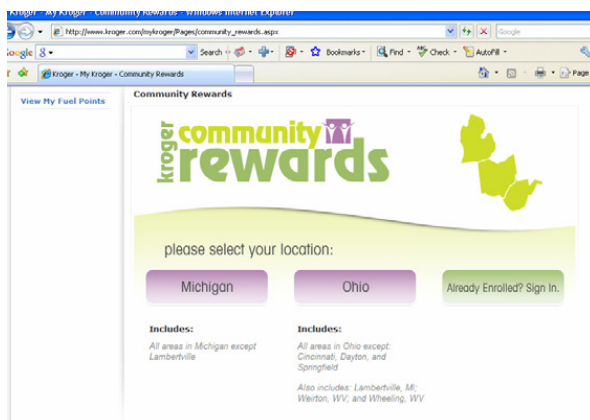 Kroger - My Kroger - Community Rewards - Windows Internet Explorer
http://www.kroger.com/mykroger/Pages/community_rewards.aspx
Google
Google
Search
Bookmarks
Find
Check
AutoFill
Kroger - My Kroger - Community Rewards
Page
View My Fuel Points
Community Rewards
kroger
community
rewards
please select your location:
Michigan
Ohio
Already Enrolled? Sign In.
Includes:
All areas in Michigan except
Lambertville
Includes:
All areas in Ohio except:
Cincinnati, Dayton, and
Springfield
Also includes: Lambertville, MI;
Weirton, WV; and Wheeling, WV